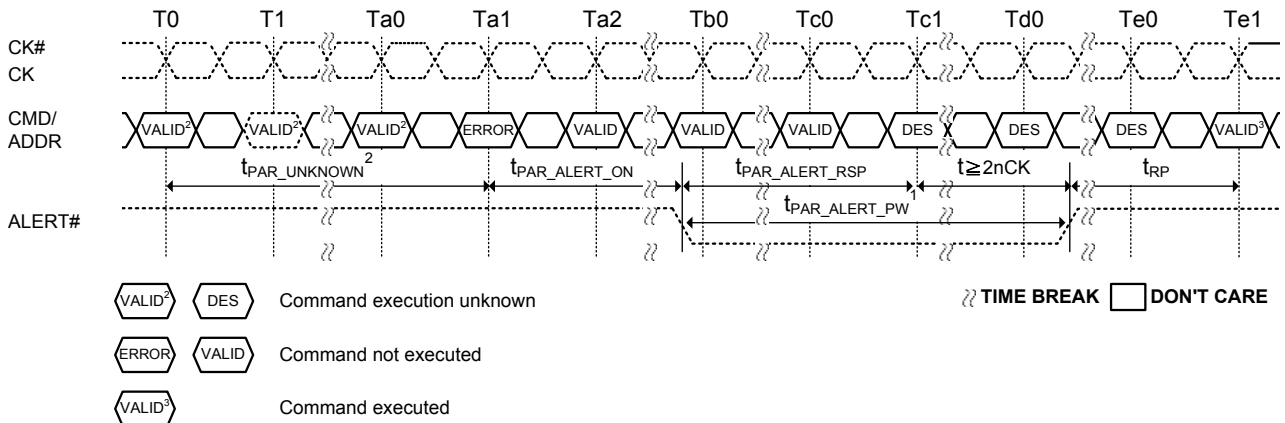 T0 T1 Ta0 Ta1 Ta2 Tb0 Tc0 Tc1 Td0 Te0 Te1
CK#
CK
CMD/
ADDR
VALID² VALID² VALID² ERROR VALID VALID VALID DES DES DES VALID³
tPAR_UNKNOWN² tPAR_ALERT_ON tPAR_ALERT_RSP t≧2nCK tRP
tPAR_ALERT_PW¹
ALERT#
VALID² DES Command execution unknown
TIME BREAK DON'T CARE
ERROR VALID Command not executed
VALID³ Command executed